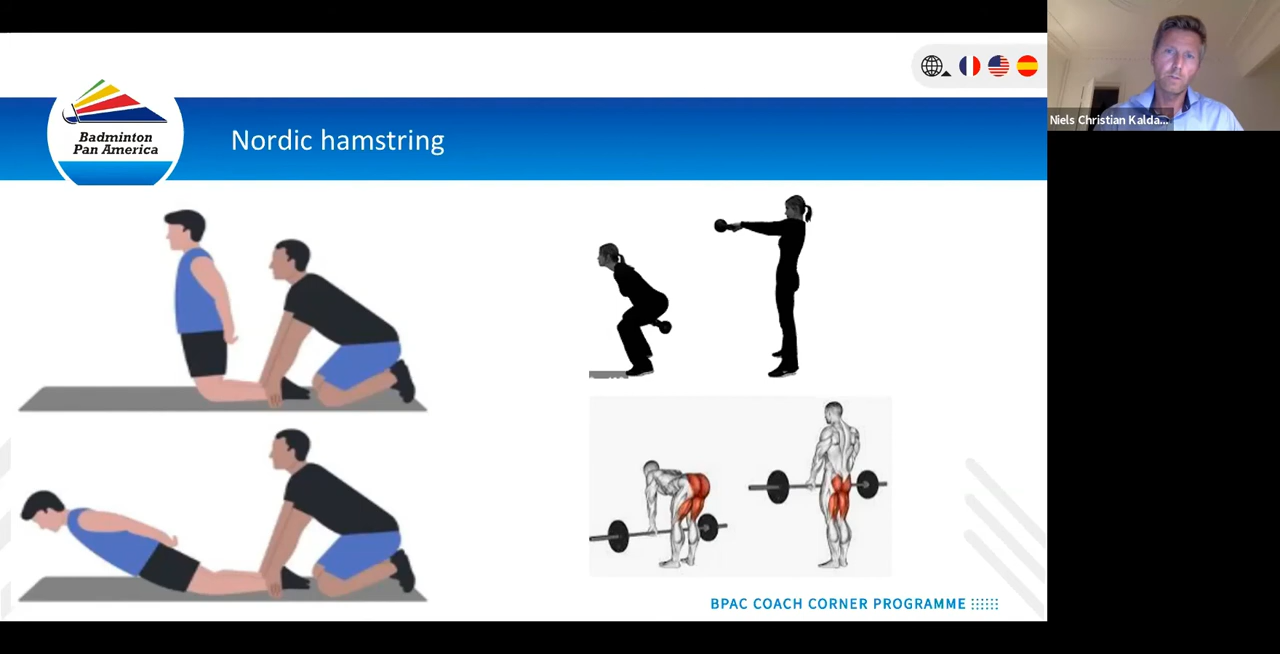 Niels Christian Kalda...
Badminton
Pan America
Nordic hamstring
BPAC COACH CORNER PROGRAMME